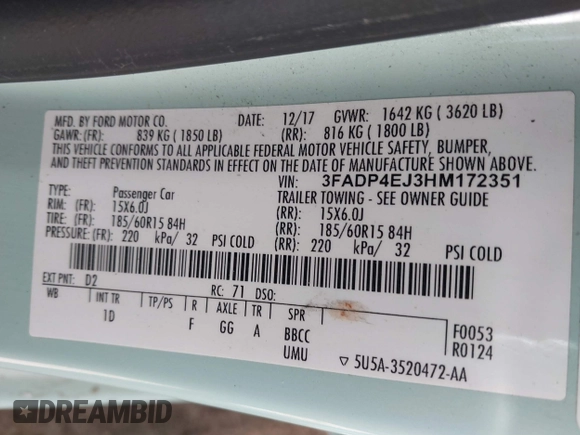 MFD. BY FORD MOTOR CO. DATE: 12/17 GVWR: 1642 KG ( 3620 LB)
GAWR: (FR): 839 KG ( 1850 LB) (RR): 816 KG ( 1800 LB)
THIS VEHICLE CONFORMS TO ALL APPLICABLE FEDERAL MOTOR VEHICLE SAFETY, BUMPER,
AND THEFT PREVENTION STANDARDS IN EFFECT ON THE DATE OF MANUFACTURE SHOWN ABOVE.
VIN: 3FADP4EJ3HM172351
TYPE: Passenger Car TRAILER TOWING - SEE OWNER GUIDE
RIM: (FR): 15X6.0J (RR): 15X6.0J
TIRE: (FR): 185/60R15 84H (RR): 185/60R15 84H
PRESSURE: (FR): 220 kPa/ 32 PSI COLD (RR): 220 kPa/ 32 PSI COLD
EXT PNT: D2 RC: 71 DSO:
WB INT TR TP/PS R AXLE TR SPR
1D F GG A BBCC F0053
UMU R0124
▽ 5U5A-3520472-AA
DREAMBID